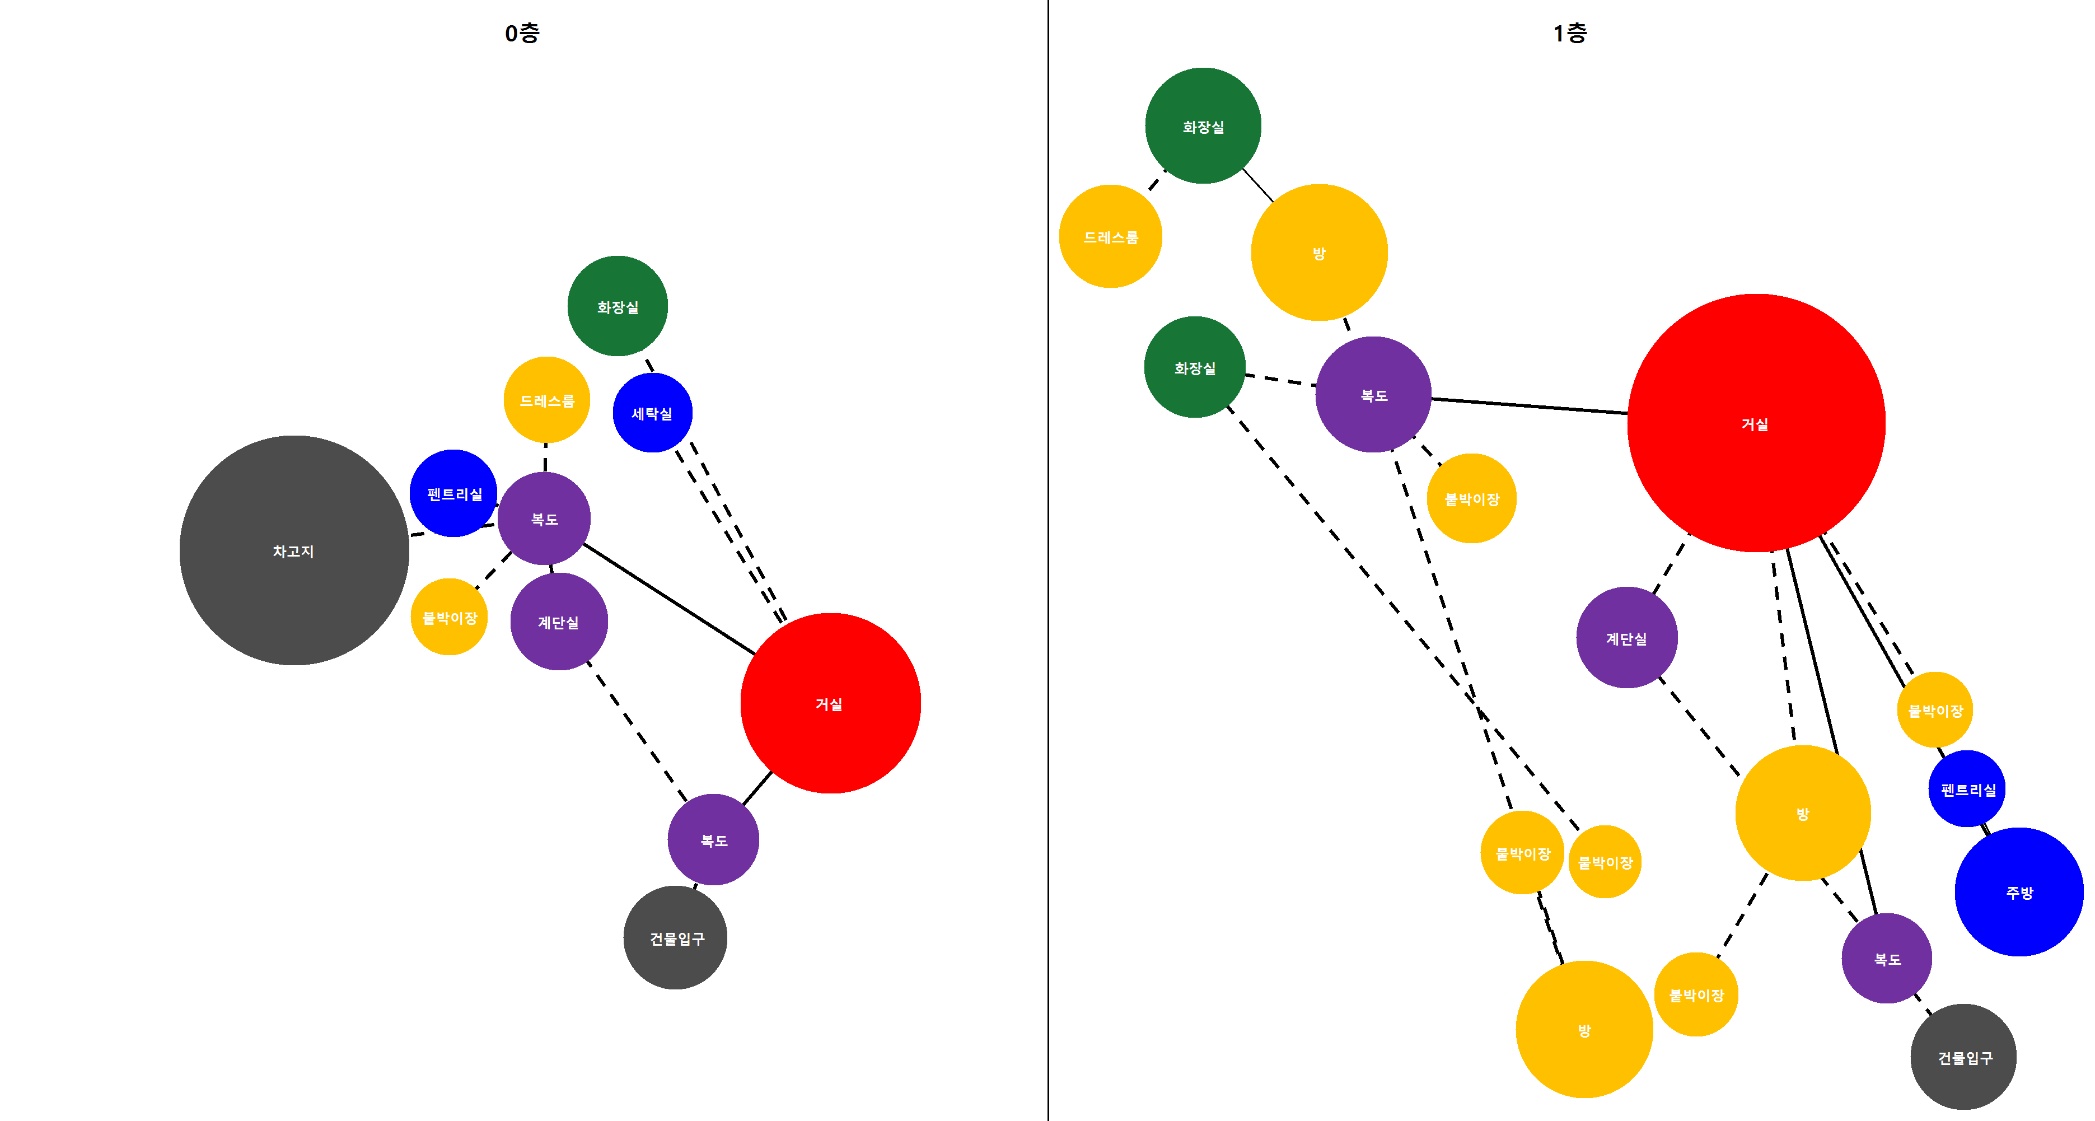 0층
화장실
드레스룸
세탁실
펜트리실
복도
차고지
붙박이장
계단실
거실
복도
건물입구
1층
화장실
드레스룸
방
화장실
복도
거실
붙박이장
계단실
붙박이장
펜트리실
방
붙박이장
붙박이장
주방
복도
붙박이장
방
건물입구